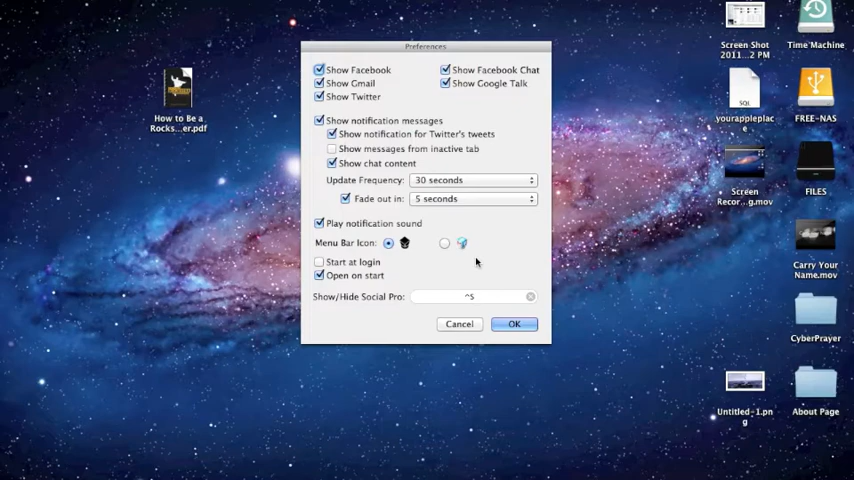 Preferences
Show Facebook
Show Facebook Chat
Show Gmail
Show Google Talk
Show Twitter
Show notification messages
Show notification for Twitter's tweets
Show messages from inactive tab
Show chat content
Update Frequency: 30 seconds
Fade out in: 5 seconds
Play notification sound
Menu Bar Icon:
Start at login
Open on start
Show/Hide Social Pro: ^S
Cancel OK
How to Be a
Rocks...er.pdf
Screen Shot
2011...2 PM
Time Machine
SQL
yourappleplac
e
FREE-NAS
Screen
Recor...g.mov
FILES
Carry Your
Name.mov
CyberPrayer
Untitled-1.pn
g
About Page